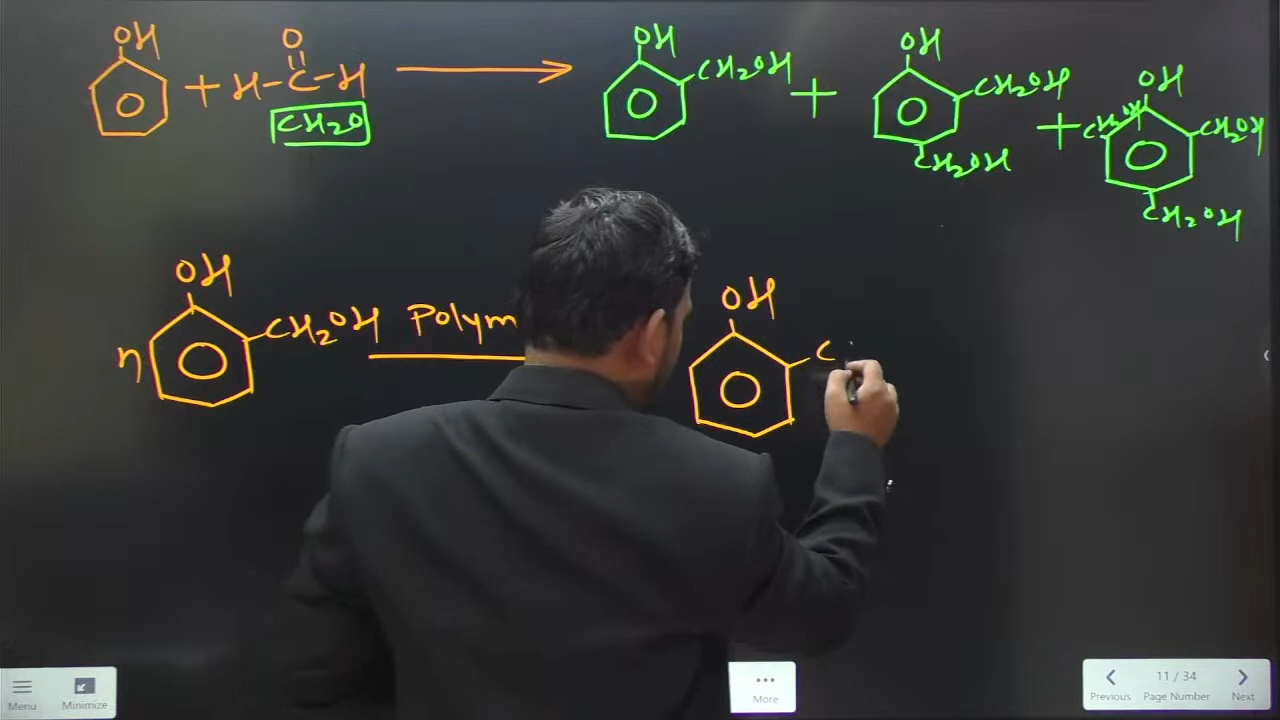 OH + H-C-H O CH2O → OH CH2OH + OH CH2OH CH2OH + OH CH2OH CH2OH CH2OH
n OH CH2OH Polym OH C
Menu Minimize More Previous 11 / 34 Page Number Next